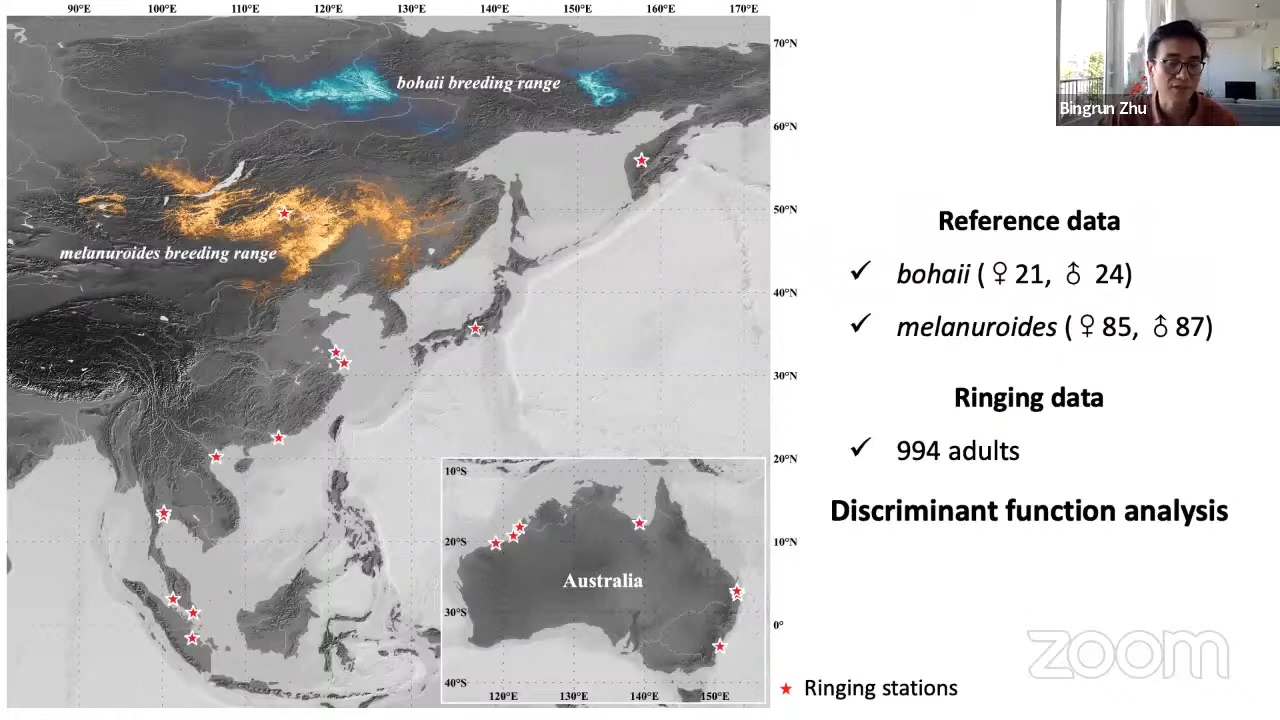 90°E 100°E 110°E 120°E 130°E 140°E 150°E 160°E 170°E
70°N
bohaii breeding range
60°N
50°N
melanuroides breeding range
40°N
30°N
20°N
10°N
0°
10°S
20°S
Australia
30°S
40°S
120°E 130°E 140°E 150°E
Bingrun Zhu
Reference data
✓ bohaii (♀ 21, ♂ 24)
✓ melanuroides (♀ 85, ♂ 87)
Ringing data
✓ 994 adults
Discriminant function analysis
zoom
★ Ringing stations